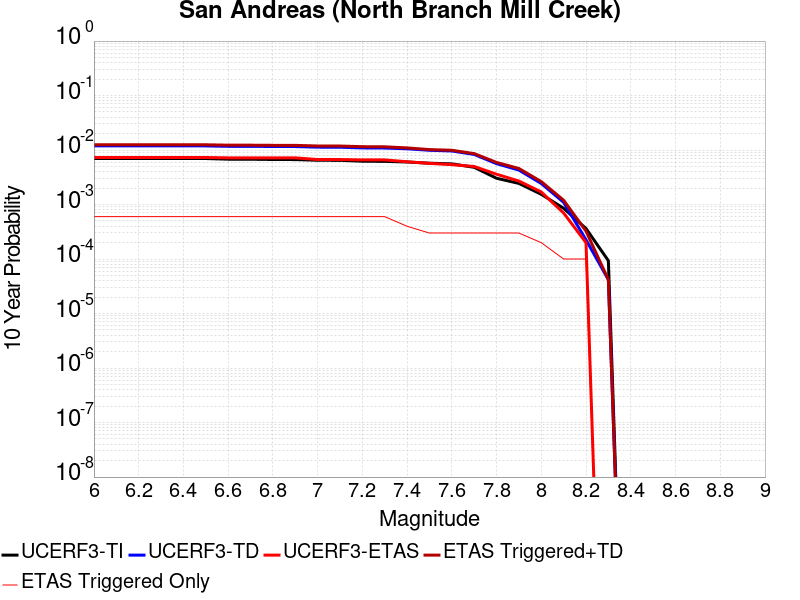 San Andreas (North Branch Mill Creek)
10 0
10 -1
10 -2
10 -3
10 -4
10 -5
10 -6
10 -7
10 -8
10 Year Probability
6 6.2 6.4 6.6 6.8 7 7.2 7.4 7.6 7.8 8 8.2 8.4 8.6 8.8 9
Magnitude
UCERF3-TI UCERF3-TD UCERF3-ETAS ETAS Triggered+TD
ETAS Triggered Only